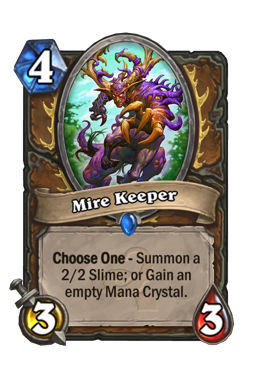 4
Mire Keeper
Choose One - Summon a
2/2 Slime; or Gain an
empty Mana Crystal.
3 3